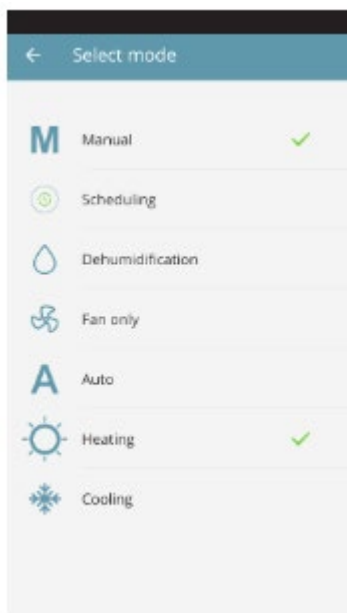 Select mode
M Manual
Scheduling
Dehumidification
Fan only
A Auto
Heating
Cooling